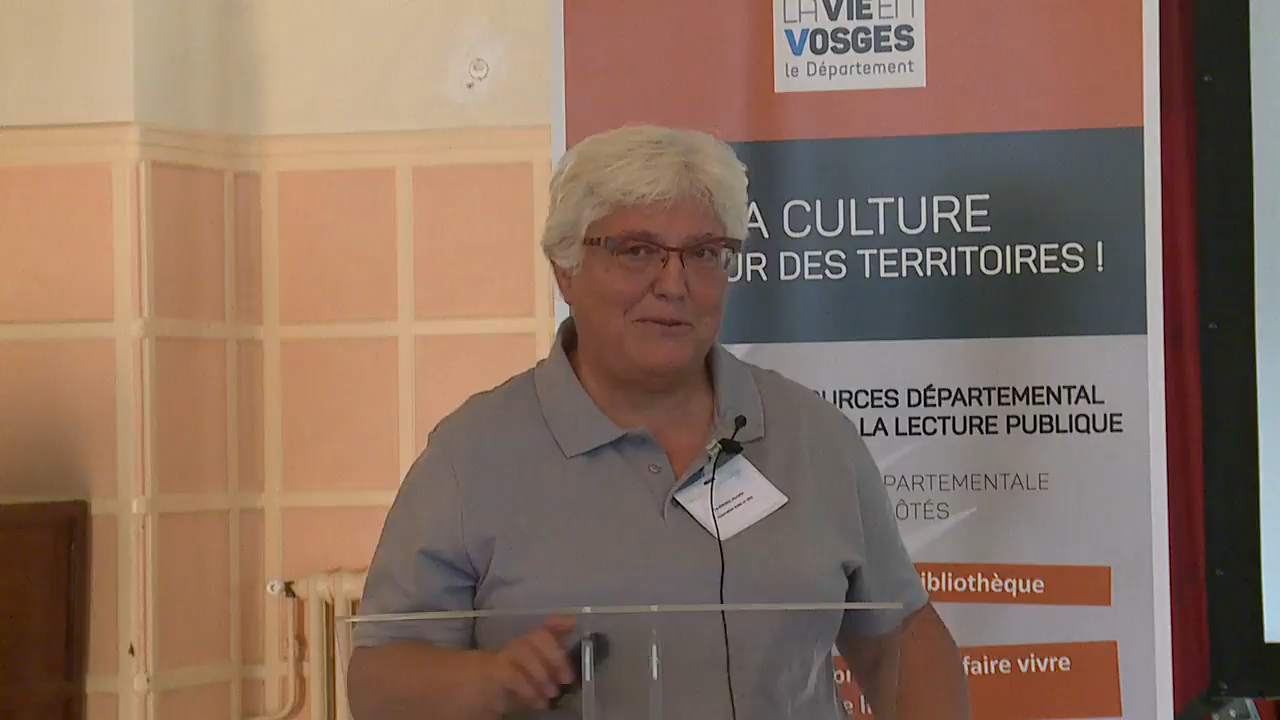 LA VIE EN
VOSGES
le Département
A CULTURE
UR DES TERRITOIRES !
OURCES DÉPARTEMENTAL
LA LECTURE PUBLIQUE
PARTEMENTALE
ÔTÉS
ibliothèque
faire vivre